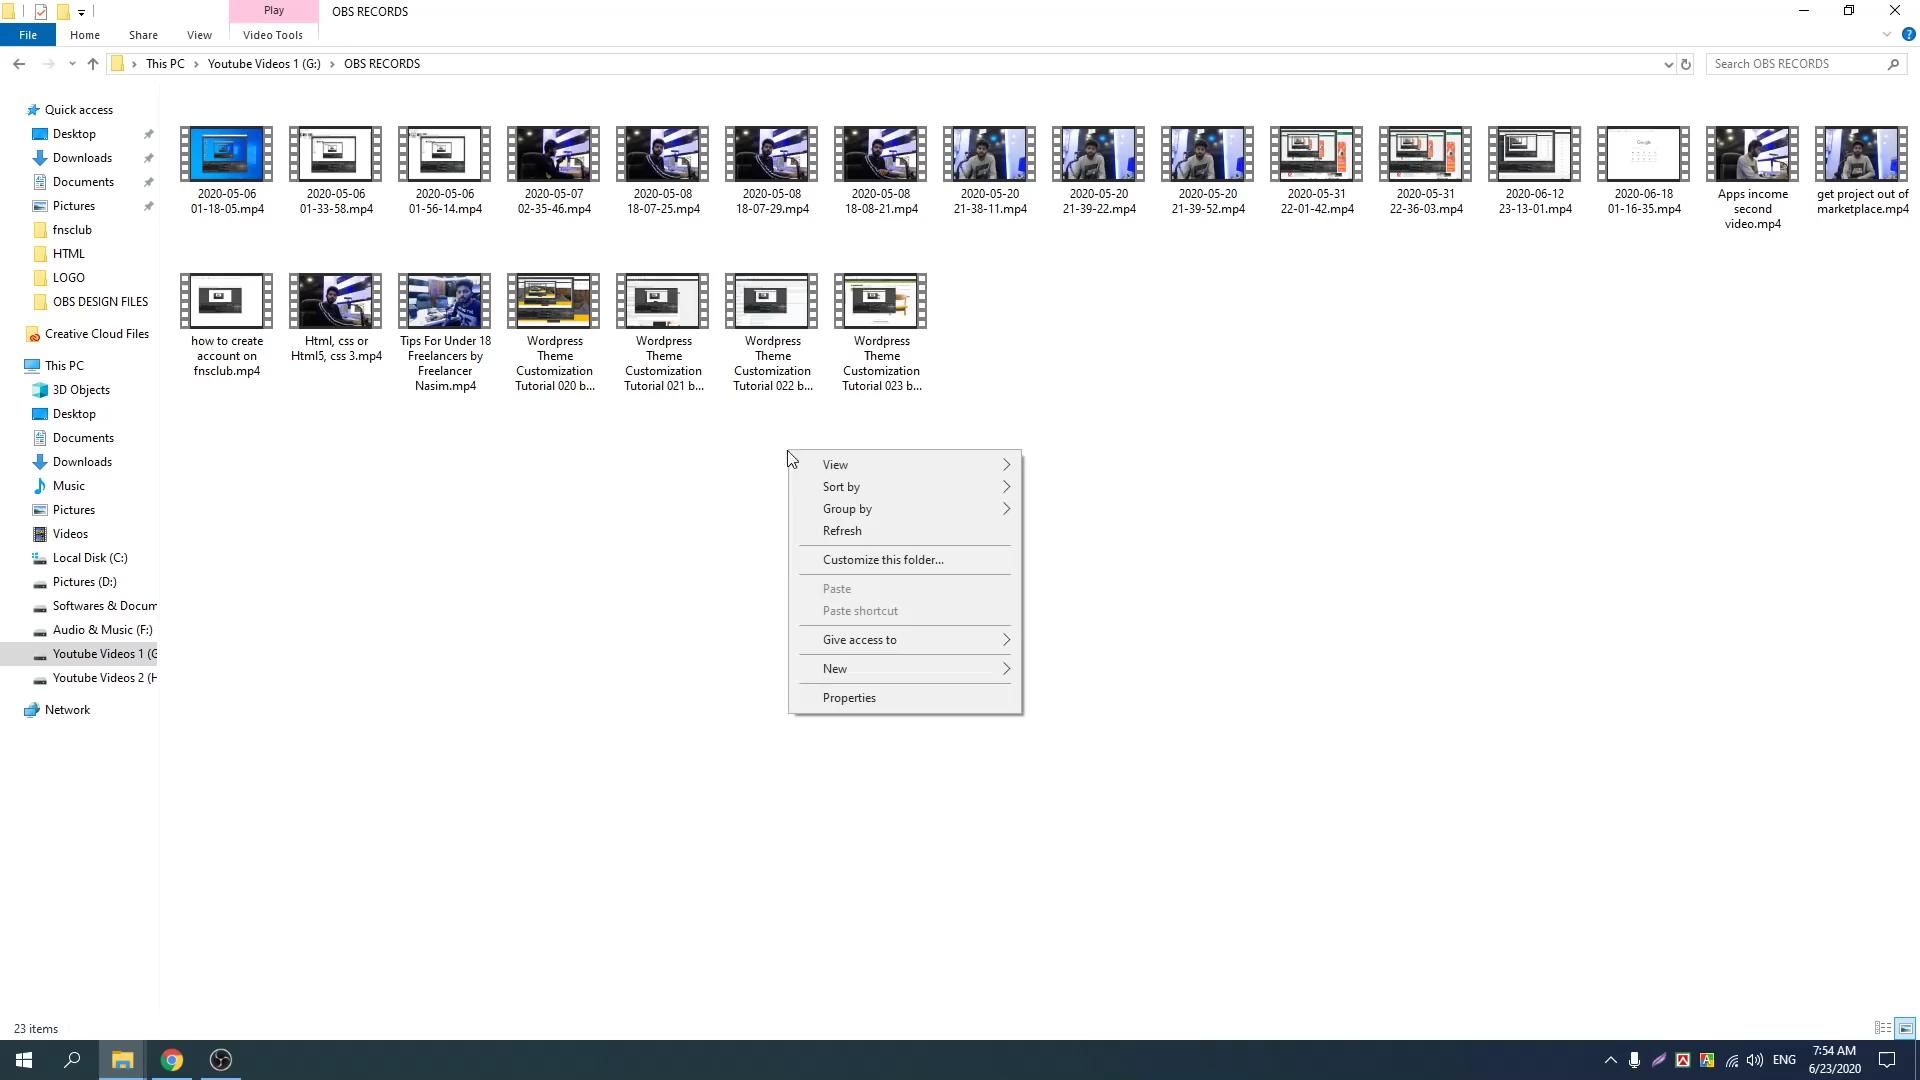 Play
OBS RECORDS
File
Home
Share
View
Video Tools
This PC
Youtube Videos 1 (G:)
OBS RECORDS
Search OBS RECORDS
Quick access
Desktop
Downloads
Documents
Pictures
fnsclub
HTML
LOGO
OBS DESIGN FILES
Creative Cloud Files
This PC
3D Objects
Desktop
Documents
Downloads
Music
Pictures
Videos
Local Disk (C:)
Pictures (D:)
Softwares & Docum
Audio & Music (F:)
Youtube Videos 1 (G
Youtube Videos 2 (H
Network
2020-05-06
01-18-05.mp4
2020-05-06
01-33-58.mp4
2020-05-06
01-56-14.mp4
2020-05-07
02-35-46.mp4
2020-05-08
18-07-25.mp4
2020-05-08
18-07-29.mp4
2020-05-08
18-08-21.mp4
2020-05-20
21-38-11.mp4
2020-05-20
21-39-22.mp4
2020-05-20
21-39-52.mp4
2020-05-31
22-01-42.mp4
2020-05-31
22-36-03.mp4
2020-06-12
23-13-01.mp4
Google
2020-06-18
01-16-35.mp4
Apps income
second
video.mp4
get project out of
marketplace.mp4
how to create
account on
fnsclub.mp4
Html, css or
Html5, css 3.mp4
Tips For Under 18
Freelancers by
Freelancer
Nasim.mp4
Wordpress
Theme
Customization
Tutorial 020 b...
Wordpress
Theme
Customization
Tutorial 021 b...
Wordpress
Theme
Customization
Tutorial 022 b...
Wordpress
Theme
Customization
Tutorial 023 b...
View
Sort by
Group by
Refresh
Customize this folder...
Paste
Paste shortcut
Give access to
New
Properties
23 items
ENG
7:54 AM
6/23/2020